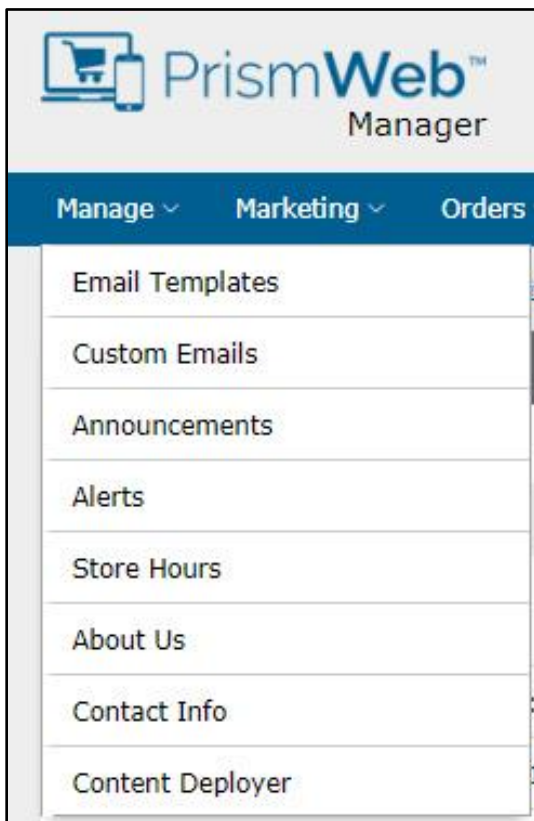 PrismWeb™
Manager
Manage Marketing Orders
Email Templates
Custom Emails
Announcements
Alerts
Store Hours
About Us
Contact Info
Content Deployer